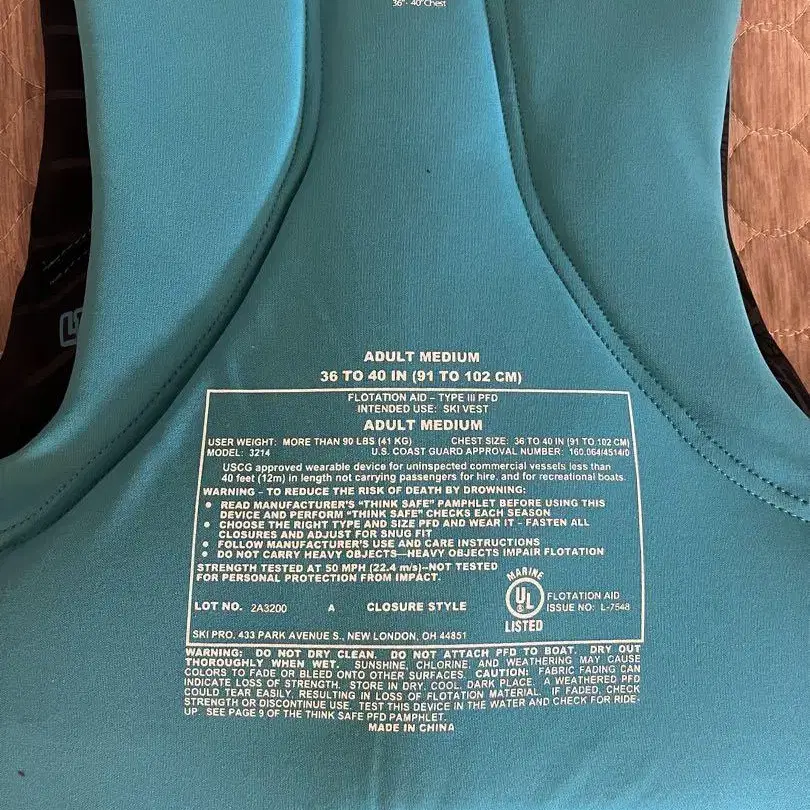 36"- 40"Chest
ADULT MEDIUM
36 TO 40 IN (91 TO 102 CM)
FLOTATION AID – TYPE III PFD
INTENDED USE: SKI VEST
ADULT MEDIUM
USER WEIGHT: MORE THAN 90 LBS (41 KG) CHEST SIZE: 36 TO 40 IN (91 TO 102 CM)
MODEL: 3214 U.S. COAST GUARD APPROVAL NUMBER: 160.064/4514/0
USCG approved wearable device for uninspected commercial vessels less than
40 feet (12m) in length not carrying passengers for hire, and for recreational boats.
WARNING – TO REDUCE THE RISK OF DEATH BY DROWNING:
• READ MANUFACTURER'S "THINK SAFE" PAMPHLET BEFORE USING THIS
DEVICE AND PERFORM "THINK SAFE" CHECKS EACH SEASON
• CHOOSE THE RIGHT TYPE AND SIZE PFD AND WEAR IT – FASTEN ALL
CLOSURES AND ADJUST FOR SNUG FIT
• FOLLOW MANUFACTURER'S USE AND CARE INSTRUCTIONS
• DO NOT CARRY HEAVY OBJECTS—HEAVY OBJECTS IMPAIR FLOTATION
STRENGTH TESTED AT 50 MPH (22.4 m/s)–NOT TESTED
FOR PERSONAL PROTECTION FROM IMPACT.
MARINE
UL
LISTED
FLOTATION AID
ISSUE NO: L-7548
LOT NO. 2A3200 A CLOSURE STYLE
SKI PRO, 433 PARK AVENUE S., NEW LONDON, OH 44851
WARNING: DO NOT DRY CLEAN. DO NOT ATTACH PFD TO BOAT. DRY OUT
THOROUGHLY WHEN WET. SUNSHINE, CHLORINE, AND WEATHERING MAY CAUSE
COLORS TO FADE OR BLEED ONTO OTHER SURFACES. CAUTION: FABRIC FADING CAN
INDICATE LOSS OF STRENGTH. STORE IN DRY, COOL, DARK PLACE. A WEATHERED PFD
COULD TEAR EASILY, RESULTING IN LOSS OF FLOTATION MATERIAL. IF FADED, CHECK
STRENGTH OR DISCONTINUE USE. TEST THIS DEVICE IN THE WATER AND CHECK FOR RIDE-
UP. SEE PAGE 9 OF THE THINK SAFE PFD PAMPHLET.
MADE IN CHINA